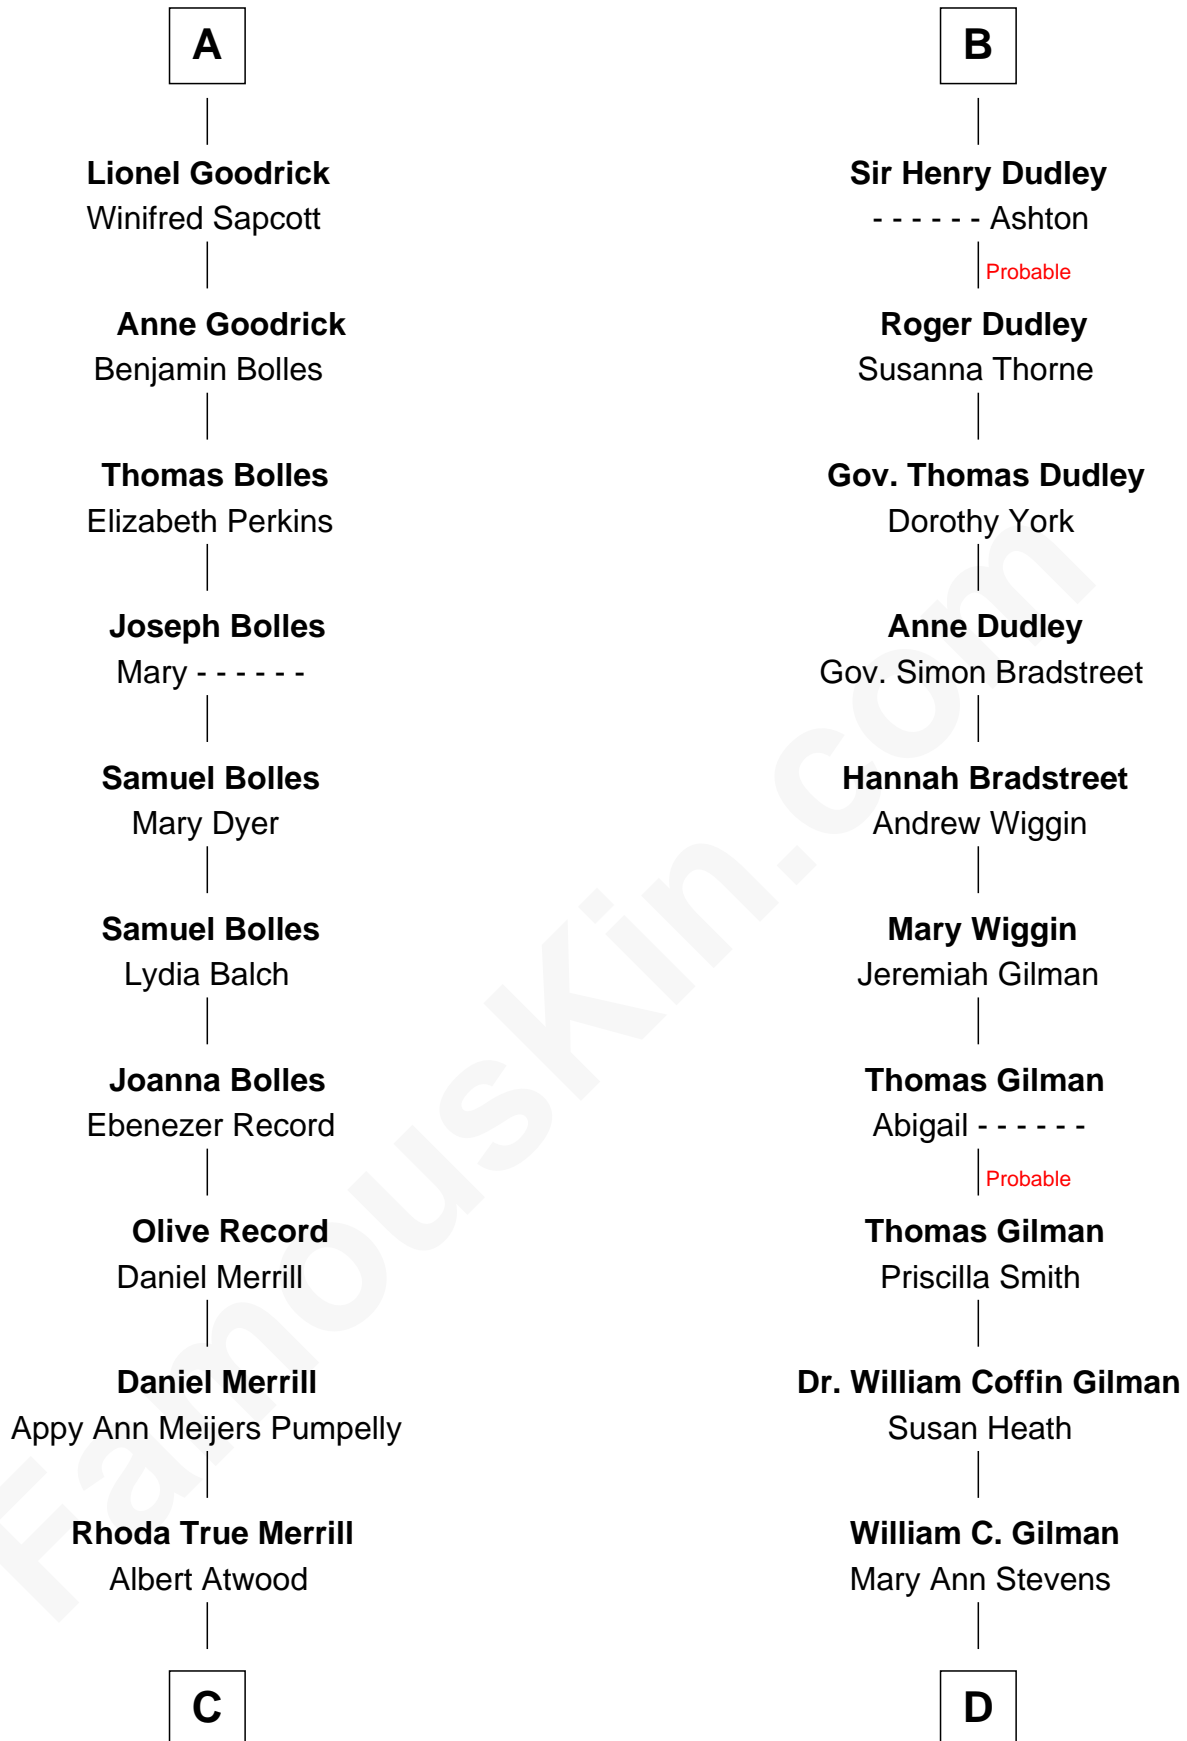 A
Lionel Goodrick
Winifred Sapcott
Anne Goodrick
Benjamin Bolles
Thomas Bolles
Elizabeth Perkins
Joseph Bolles
Mary - - - - - -
Samuel Bolles
Mary Dyer
Samuel Bolles
Lydia Balch
Joanna Bolles
Ebenezer Record
Olive Record
Daniel Merrill
Daniel Merrill
Appy Ann Meijers Pumpelly
Rhoda True Merrill
Albert Atwood
C
B
Sir Henry Dudley
- - - - - - Ashton
Probable
Roger Dudley
Susanna Thorne
Gov. Thomas Dudley
Dorothy York
Anne Dudley
Gov. Simon Bradstreet
Hannah Bradstreet
Andrew Wiggin
Mary Wiggin
Jeremiah Gilman
Thomas Gilman
Abigail - - - - - -
Probable
Thomas Gilman
Priscilla Smith
Dr. William Coffin Gilman
Susan Heath
William C. Gilman
Mary Ann Stevens
D
FamousKin.com